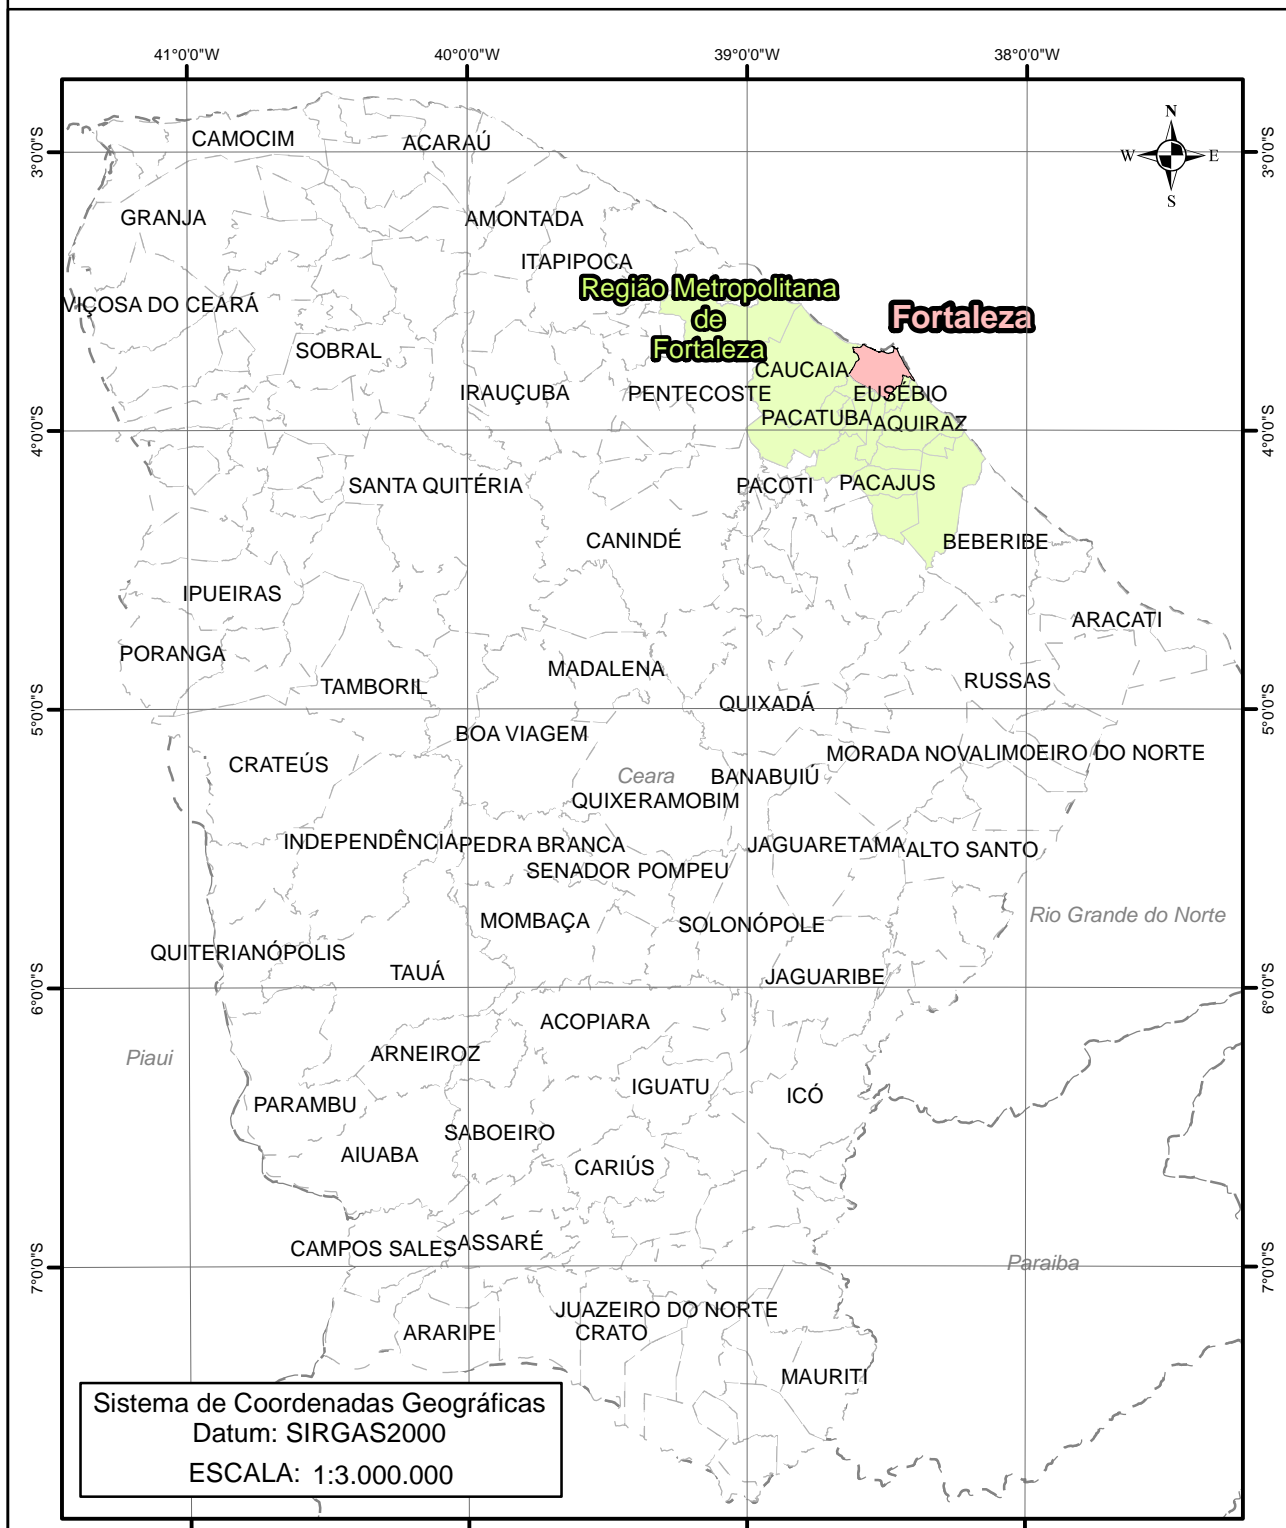 41°0'0"W 40°0'0"W 39°0'0"W 38°0'0"W
N
W E
S
3°0'0"S 3°0'0"S
CAMOCIM ACARAÚ
GRANJA AMONTADA
ITAPIPOCA
Região Metropolitana
de
Fortaleza
Fortaleza
VIÇOSA DO CEARÁ
SOBRAL
CAUCAIA
IRAUÇUBA PENTECOSTE EUSÉBIO
PACATUBA AQUIRAZ
4°0'0"S 4°0'0"S
SANTA QUITÉRIA PACOTI PACAJUS
CANINDÉ BEBERIBE
IPUEIRAS
ARACATI
PORANGA MADALENA
TAMBORIL RUSSAS
QUIXADÁ
5°0'0"S 5°0'0"S
BOA VIAGEM
MORADA NOVA LIMOEIRO DO NORTE
CRATEÚS Ceara BANABUIÚ
QUIXERAMOBIM
INDEPENDÊNCIA PEDRA BRANCA JAGUARETAMA ALTO SANTO
SENADOR POMPEU
Rio Grande do Norte
MOMBAÇA SOLONÓPOLE
QUITERIANÓPOLIS
TAUÁ JAGUARIBE
6°0'0"S 6°0'0"S
ACOPIARA
Piaui ARNEIROZ
IGUATU ICÓ
PARAMBU
SABOEIRO
AIUABA
CARIÚS
CAMPOS SALES ASSARÉ
Paraiba
7°0'0"S 7°0'0"S
JUAZEIRO DO NORTE
ARARIPE CRATO
MAURITI
Sistema de Coordenadas Geográficas
Datum: SIRGAS2000
ESCALA: 1:3.000.000